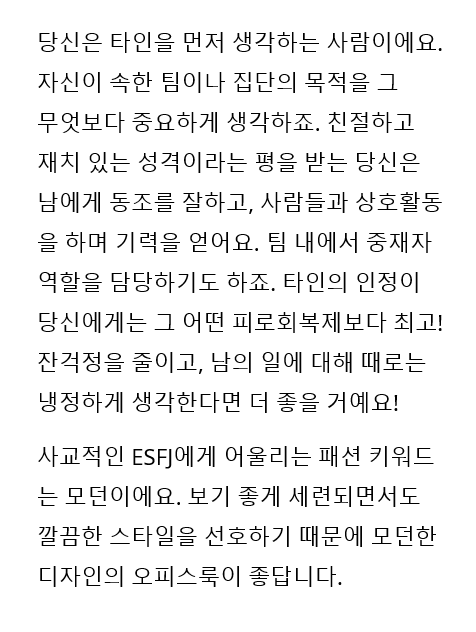 당신은 타인을 먼저 생각하는 사람이에요.
자신이 속한 팀이나 집단의 목적을 그
무엇보다 중요하게 생각하죠. 친절하고
재치 있는 성격이라는 평을 받는 당신은
남에게 동조를 잘하고, 사람들과 상호활동
을 하며 기력을 얻어요. 팀 내에서 중재자
역할을 담당하기도 하죠. 타인의 인정이
당신에게는 그 어떤 피로회복제보다 최고!
잔걱정을 줄이고, 남의 일에 대해 때로는
냉정하게 생각한다면 더 좋을 거예요!
사교적인 ESFJ에게 어울리는 패션 키워드
는 모던이에요. 보기 좋게 세련되면서도
깔끔한 스타일을 선호하기 때문에 모던한
디자인의 오피스룩이 좋답니다.